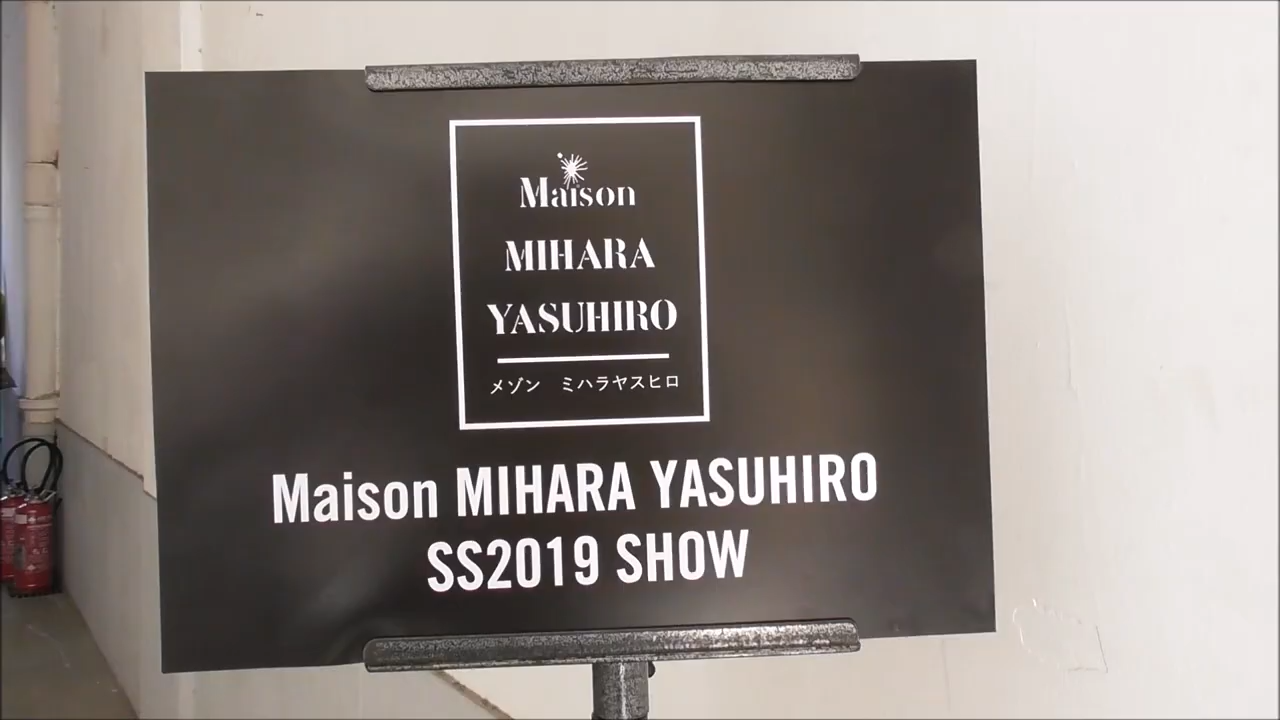 Maison
MIHARA
YASUHIRO
メゾン　ミハラヤスヒロ
Maison MIHARA YASUHIRO
SS2019 SHOW